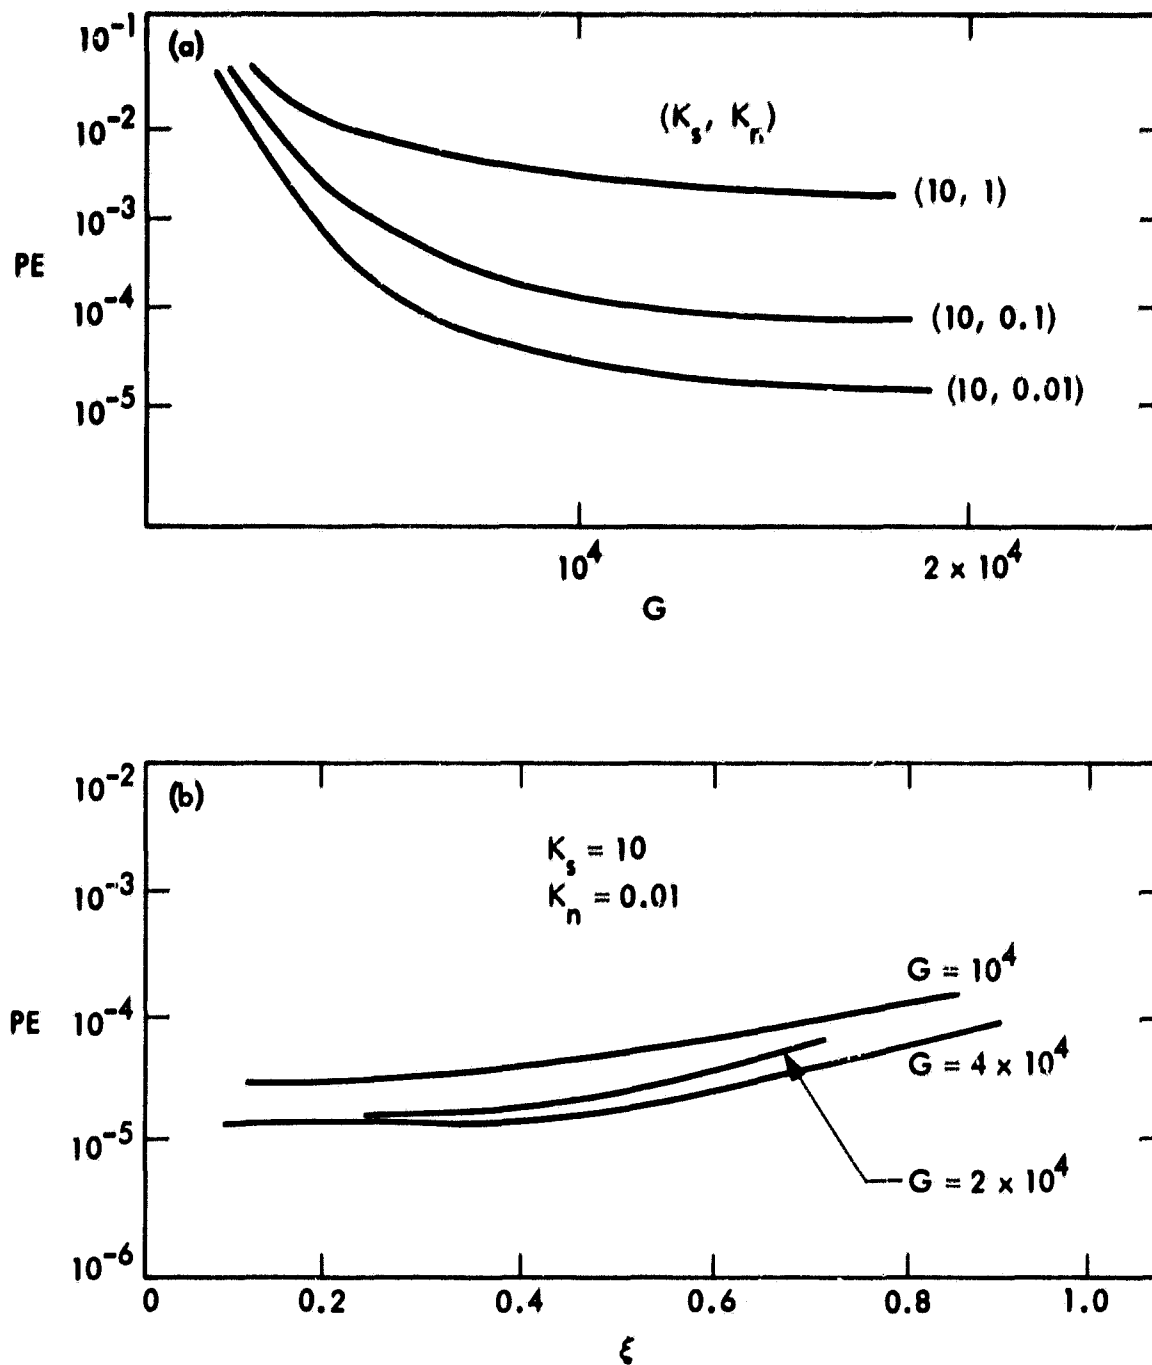 10^-1
(a)
10^-2
(K_s, K_n)
(10, 1)
10^-3
PE
10^-4
(10, 0.1)
(10, 0.01)
10^-5
10^4
2 x 10^4
G
10^-2
(b)
K_s = 10
10^-3
K_n = 0.01
G = 10^4
PE
10^-4
G = 4 x 10^4
10^-5
G = 2 x 10^4
10^-6
0 0.2 0.4 0.6 0.8 1.0
ξ